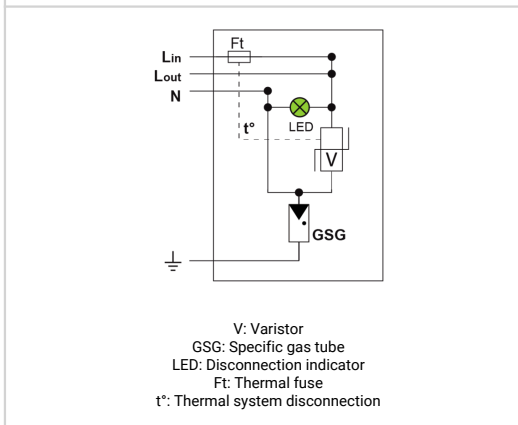 Ft
Lin
Lout
N
t°
LED
V
GSG
V: Varistor
GSG: Specific gas tube
LED: Disconnection indicator
Ft: Thermal fuse
t°: Thermal system disconnection